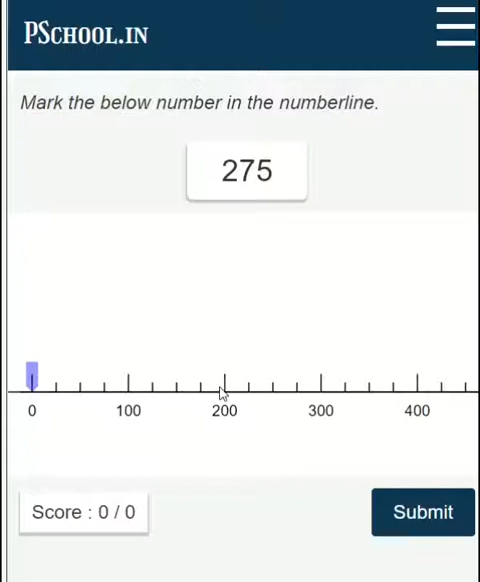 PSCHOOL.IN
Mark the below number in the numberline.
275
0 100 200 300 400
Score : 0 / 0
Submit